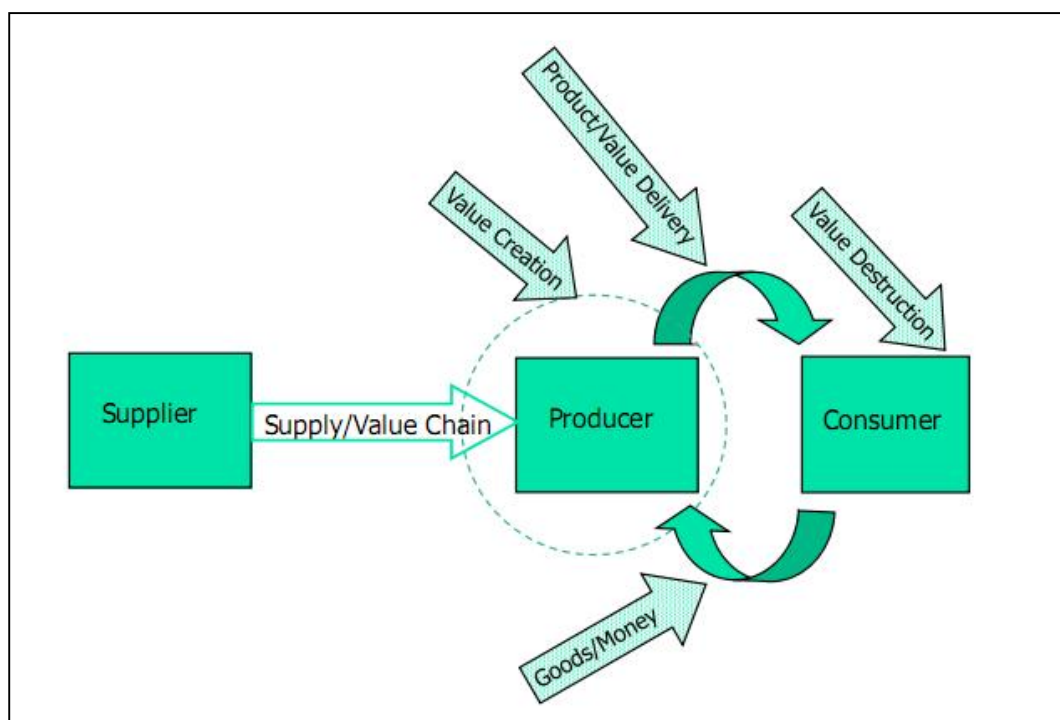 Product/Value Delivery
Value Creation
Value Destruction
Supplier
Supply/Value Chain
Producer
Consumer
Goods/Money